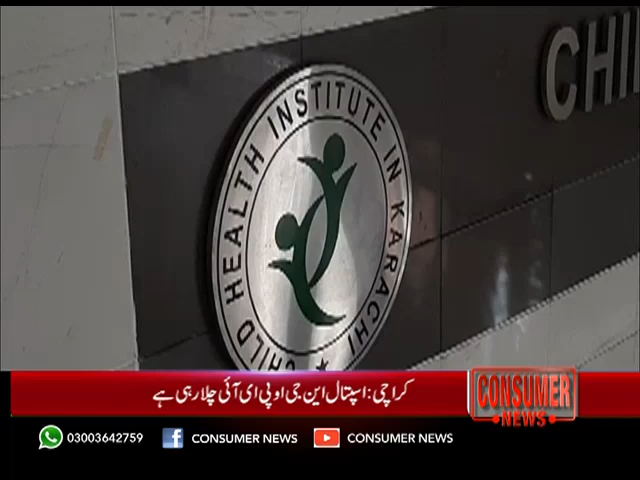 CHILD HEALTH INSTITUTE IN KARACHI
CHI
کراچی: اسپتال این جی او پی ای آئی چلا رہی ہے
CONSUMER
NEWS
03003642759
CONSUMER NEWS
CONSUMER NEWS